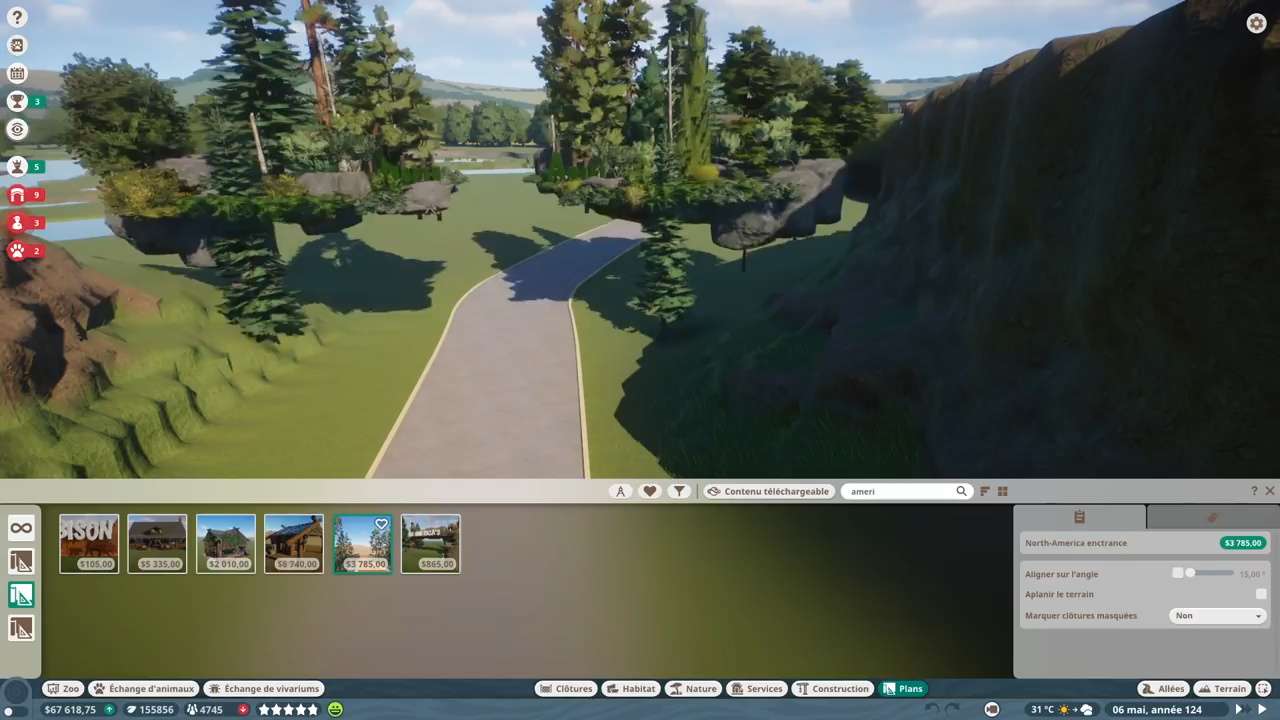 ?
3
5
9
3
2
Contenu téléchargeable
ameri
? ×
BISON
$105,00
$5 335,00
$2 010,00
$8 740,00
$3 785,00
$865,00
North-America enctrance
$3 785,00
Aligner sur l'angle
15,00°
Aplanir le terrain
Marquer clôtures masquées
Non
Zoo
Échange d'animaux
Échange de vivariums
Clôtures
Habitat
Nature
Services
Construction
Plans
Allées
Terrain
$67 618,75
155856
4745
31 °C
06 mai, année 124